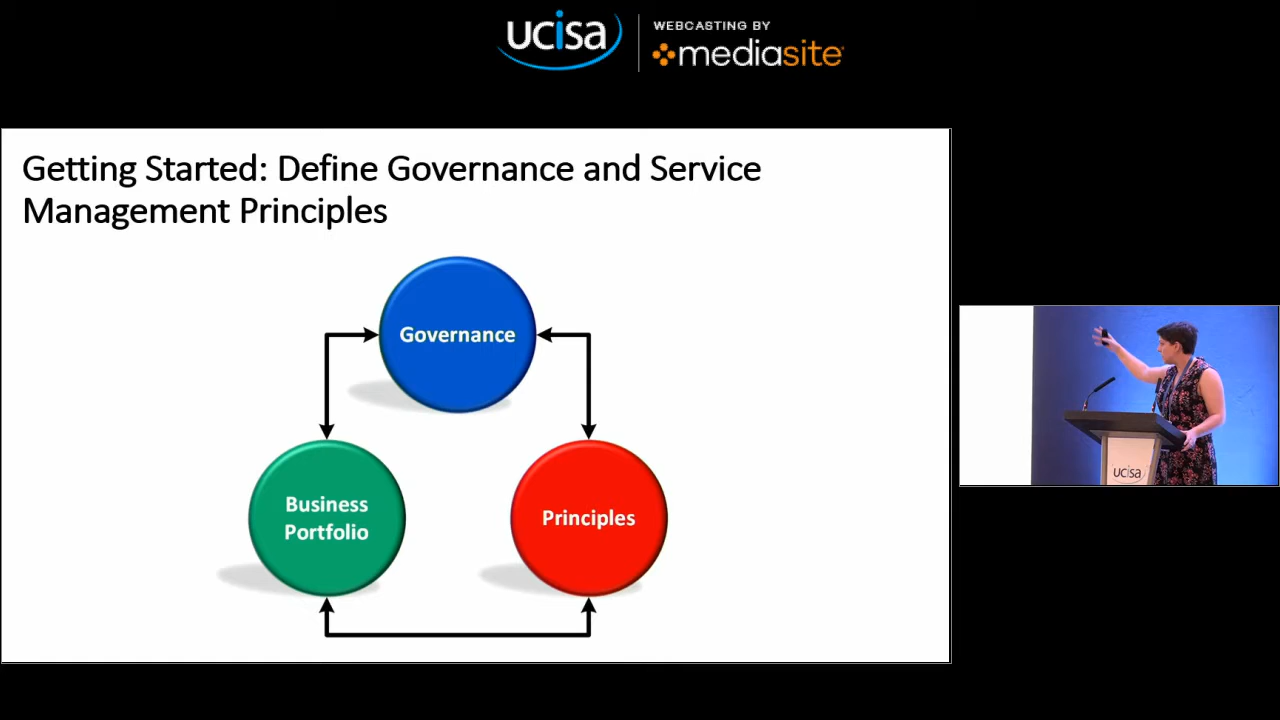 ucisa
WEBCASTING BY
mediasite
Getting Started: Define Governance and Service
Management Principles
Governance
Business
Portfolio
Principles
ucisa